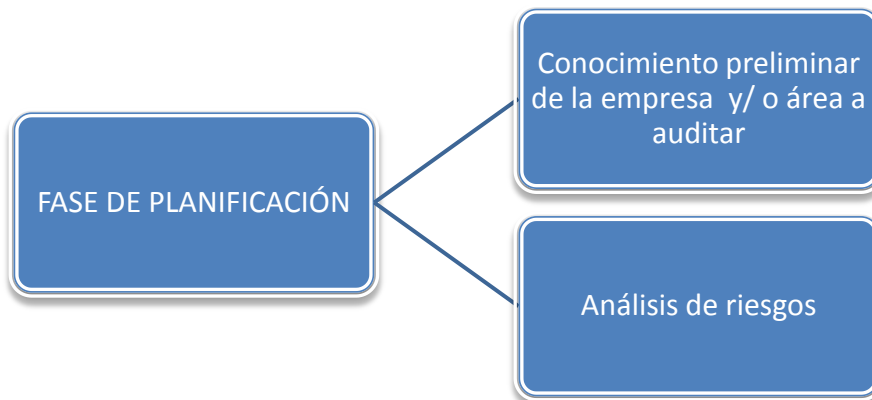 FASE DE PLANIFICACIÓN
Conocimiento preliminar
de la empresa  y/ o área a
auditar
Análisis de riesgos